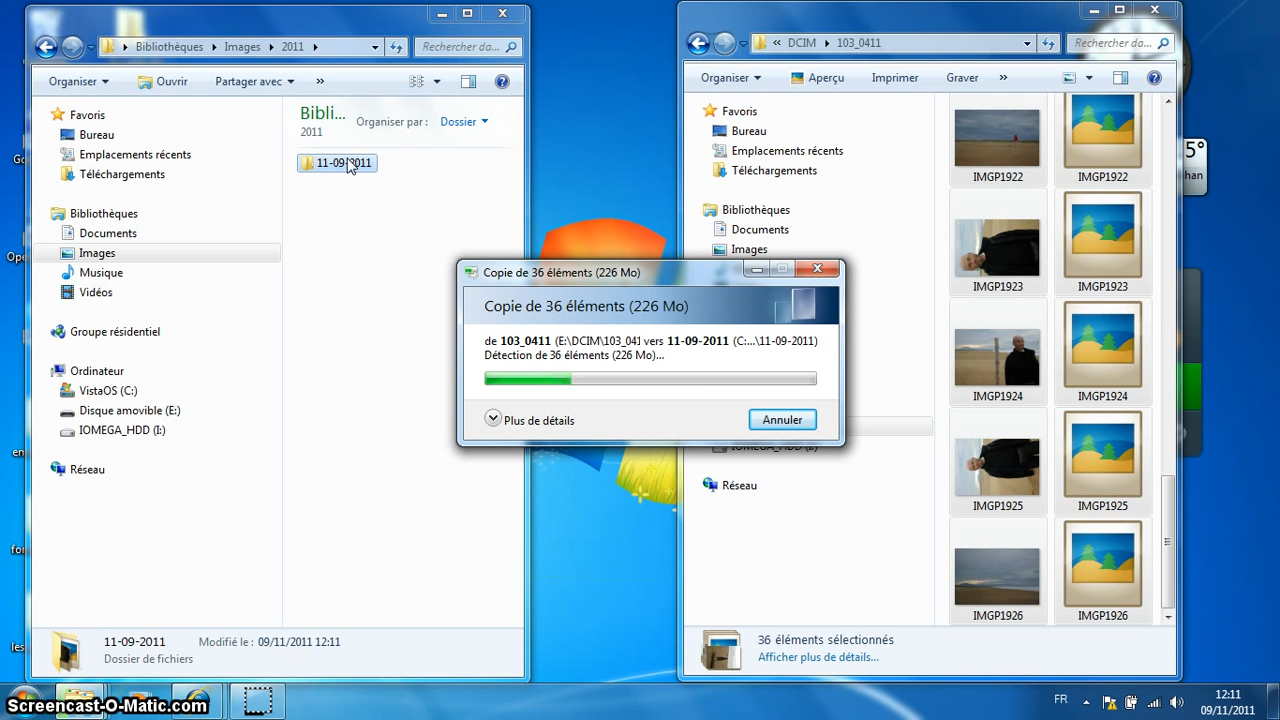 Bibliothèques
Images
2011
Rechercher da...
Organiser
Ouvrir
Partager avec
»
Favoris
Bureau
Emplacements récents
Téléchargements
Bibliothèques
Documents
Images
Musique
Vidéos
Groupe résidentiel
Ordinateur
VistaOS (C:)
Disque amovible (E:)
IOMEGA_HDD (I:)
Réseau
Bibli...
2011
Organiser par :
Dossier
11-09-2011
11-09-2011
Modifié le : 09/11/2011 12:11
Dossier de fichiers
Copie de 36 éléments (226 Mo)
Copie de 36 éléments (226 Mo)
de 103_0411 (E:\DCIM\103_041 vers 11-09-2011 (C:...\11-09-2011)
Détection de 36 éléments (226 Mo)...
Plus de détails
Annuler
«
DCIM
103_0411
Rechercher da...
Organiser
Aperçu
Imprimer
Graver
»
Favoris
Bureau
Emplacements récents
Téléchargements
Bibliothèques
Documents
Images
IOMEGA_HDD (I:)
Réseau
IMGP1922
IMGP1922
IMGP1923
IMGP1923
IMGP1924
IMGP1924
IMGP1925
IMGP1925
IMGP1926
IMGP1926
36 éléments sélectionnés
Afficher plus de détails...
5°
han
Screencast-O-Matic.com
FR
12:11
09/11/2011